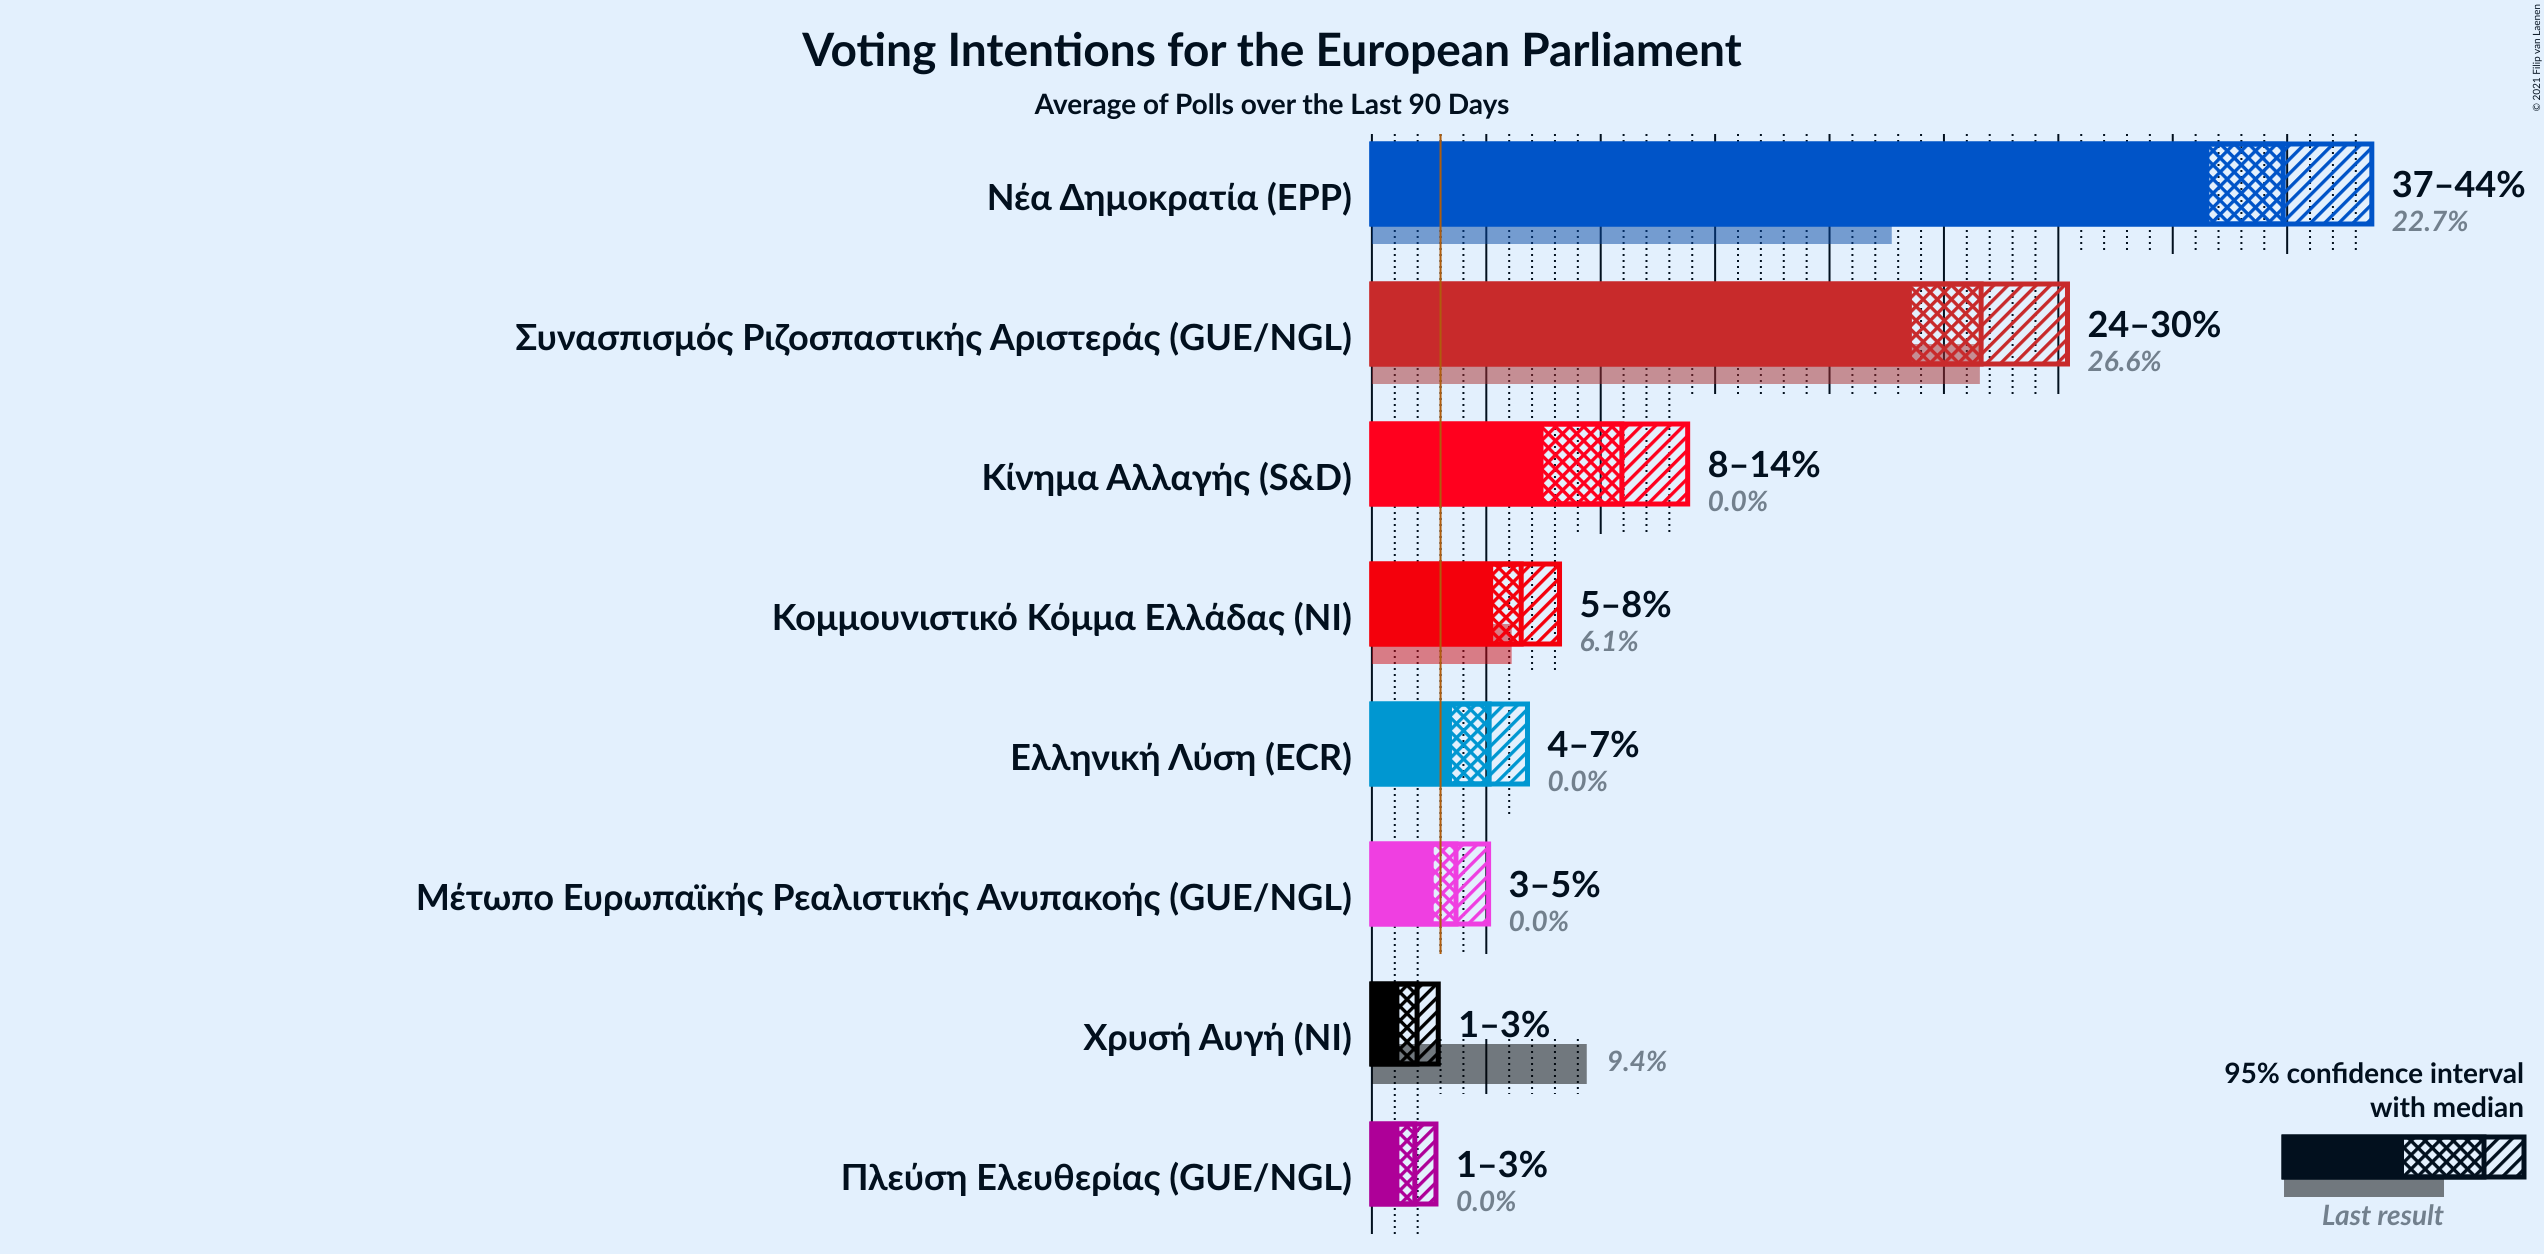 © 2021 Filip van Laenen
Voting Intentions for the European Parliament
Average of Polls over the Last 90 Days
Νέα Δημοκρατία (EPP)
37–44%
22.7%
Συνασπισμός Ριζοσπαστικής Αριστεράς (GUE/NGL)
24–30%
26.6%
Κίνημα Αλλαγής (S&D)
8–14%
0.0%
Κομμουνιστικό Κόμμα Ελλάδας (NI)
5–8%
6.1%
Ελληνική Λύση (ECR)
4–7%
0.0%
Μέτωπο Ευρωπαϊκής Ρεαλιστικής Ανυπακοής (GUE/NGL)
3–5%
0.0%
Χρυσή Αυγή (NI)
1–3%
9.4%
Πλεύση Ελευθερίας (GUE/NGL)
1–3%
0.0%
95% confidence interval
with median
Last result